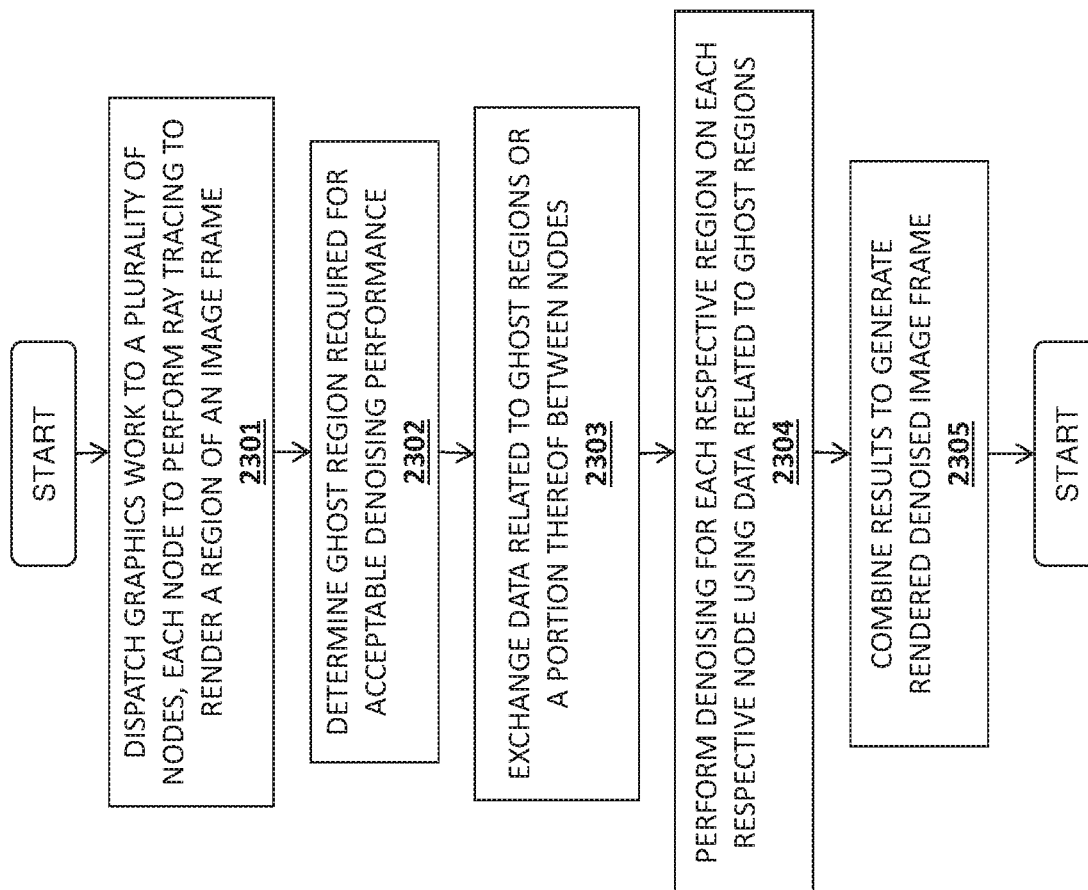 START
DISPATCH GRAPHICS WORK TO A PLURALITY OF
NODES, EACH NODE TO PERFORM RAY TRACING TO
RENDER A REGION OF AN IMAGE FRAME
2301
DETERMINE GHOST REGION REQUIRED FOR
ACCEPTABLE DENOISING PERFORMANCE
2302
EXCHANGE DATA RELATED TO GHOST REGIONS OR
A PORTION THEREOF BETWEEN NODES
2303
PERFORM DENOISING FOR EACH RESPECTIVE REGION ON EACH
RESPECTIVE NODE USING DATA RELATED TO GHOST REGIONS
2304
COMBINE RESULTS TO GENERATE
RENDERED DENOISED IMAGE FRAME
2305
START